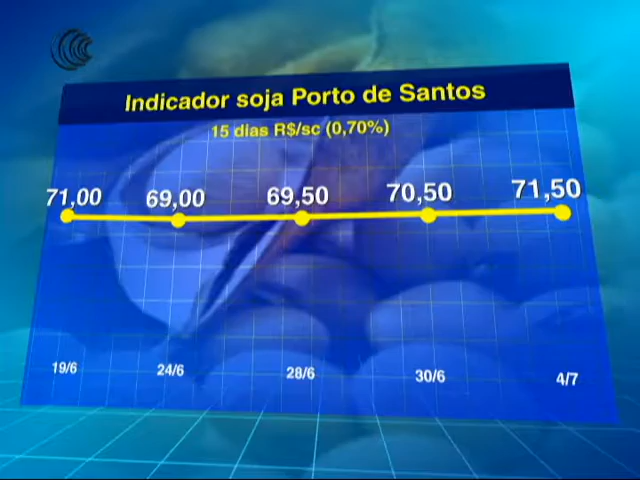 Indicador soja Porto de Santos
15 dias R$/sc (0,70%)
71,00 69,00 69,50 70,50 71,50
19/6 24/6 28/6 30/6 4/7